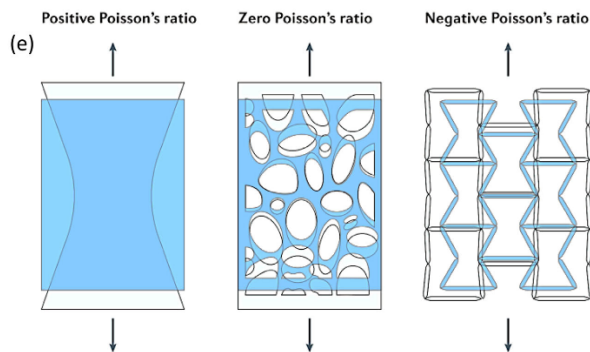 Positive Poisson's ratio
Zero Poisson's ratio
Negative Poisson's ratio
(e)